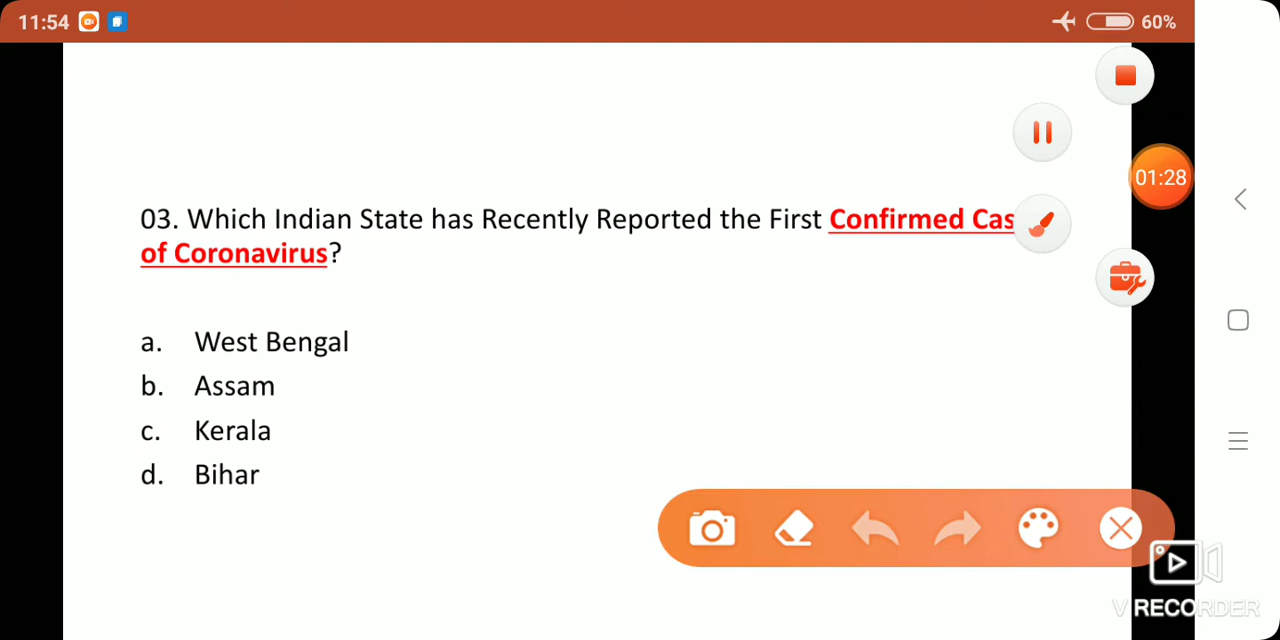 11:54
60%
01:28
03. Which Indian State has Recently Reported the First Confirmed Cas
of Coronavirus?
a. West Bengal
b. Assam
c. Kerala
d. Bihar
V RECORDER